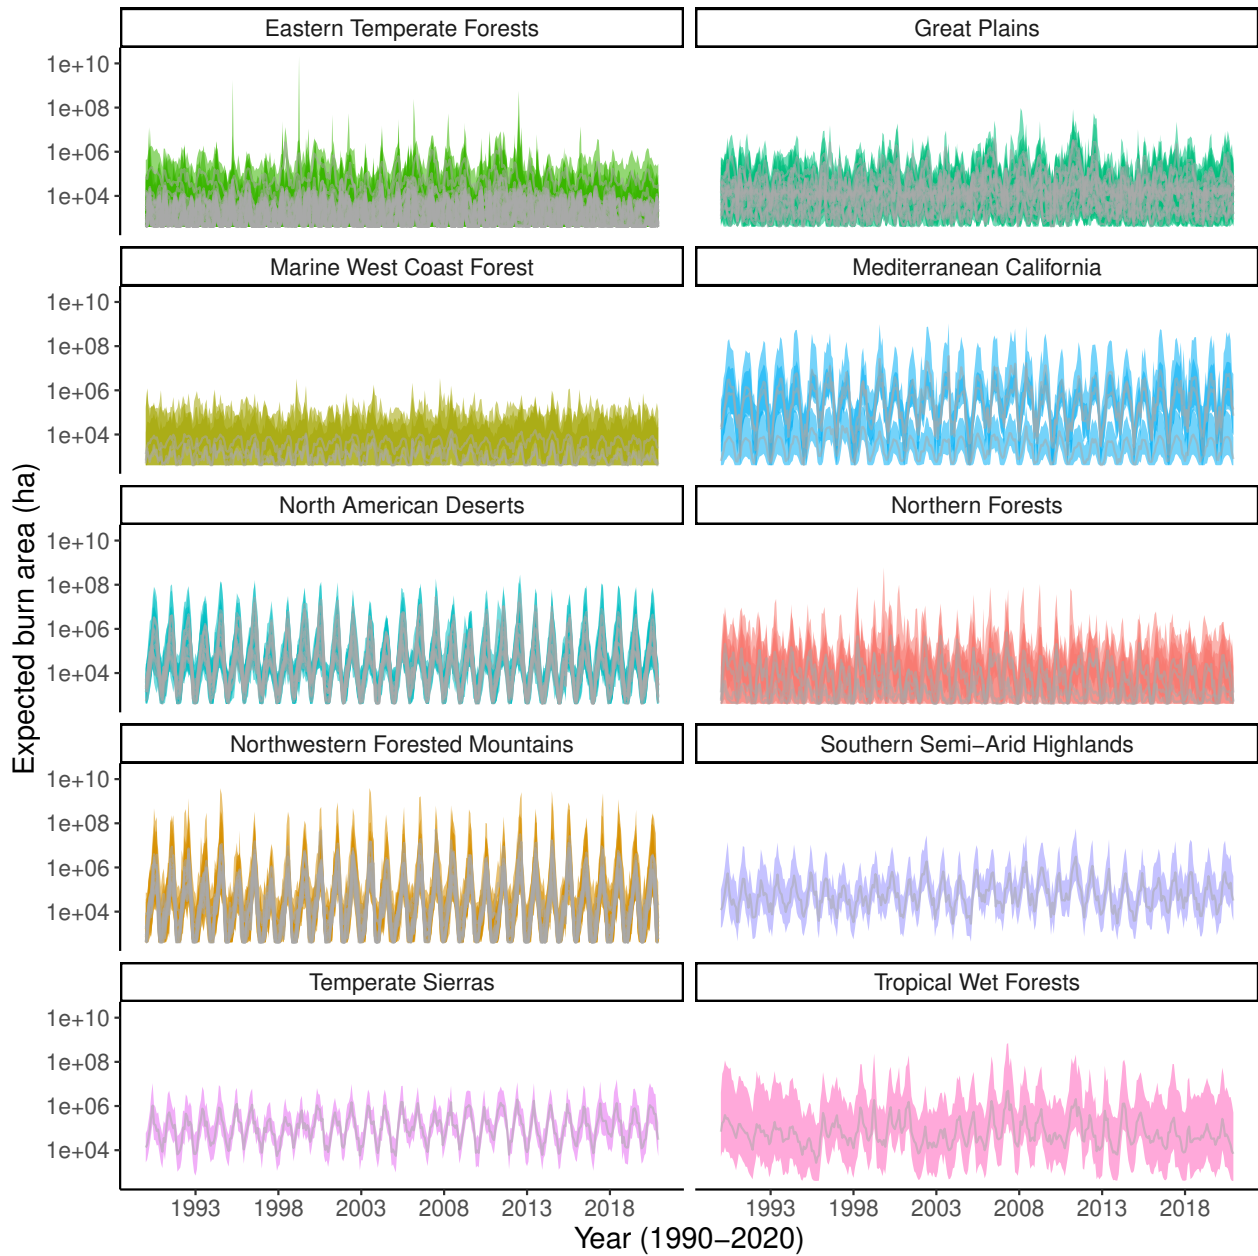 Eastern Temperate Forests
Great Plains
1e+10
1e+08
1e+06
1e+04
Marine West Coast Forest
Mediterranean California
1e+10
1e+08
1e+06
1e+04
North American Deserts
Northern Forests
1e+10
1e+08
1e+06
1e+04
Northwestern Forested Mountains
Southern Semi−Arid Highlands
1e+10
1e+08
1e+06
1e+04
Temperate Sierras
Tropical Wet Forests
1e+10
1e+08
1e+06
1e+04
1993 1998 2003 2008 2013 2018
1993 1998 2003 2008 2013 2018
Year (1990−2020)
Expected burn area (ha)